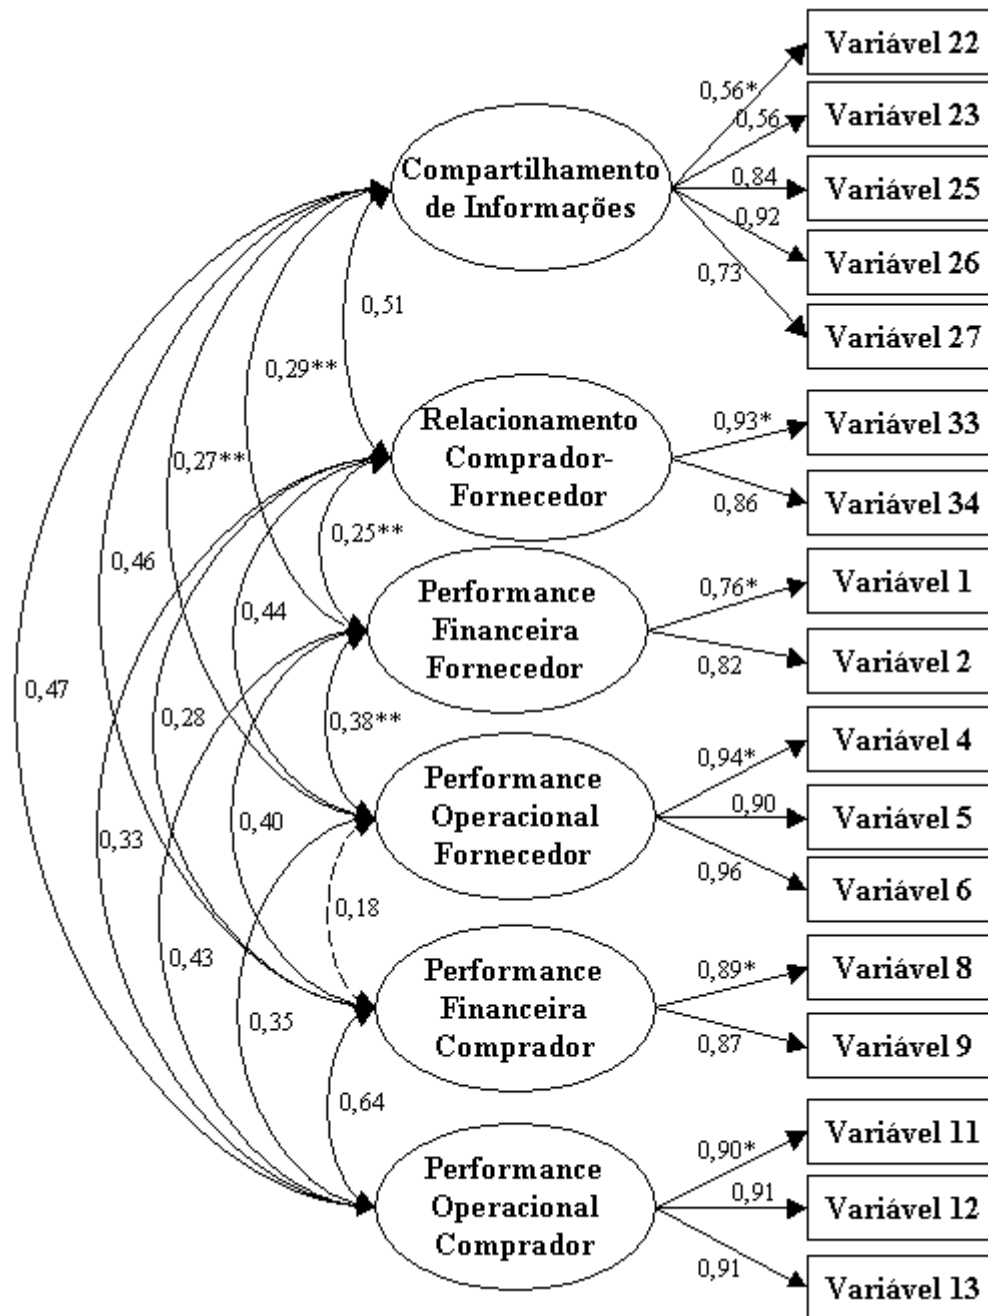 Variável 22
0,56*
Variável 23
0,56
Compartilhamento
de Informações
0,84
Variável 25
0,92
Variável 26
0,73
Variável 27
0,51
0,29**
Relacionamento
Comprador-
Fornecedor
0,93*
Variável 33
0,86
Variável 34
0,27**
0,25**
0,46
0,44
Performance
Financeira
Fornecedor
0,76*
Variável 1
0,82
Variável 2
0,47
0,28
0,38**
0,94*
Variável 4
Performance
Operacional
Fornecedor
0,90
Variável 5
0,96
Variável 6
0,33
0,40
0,18
0,43
0,35
Performance
Financeira
Comprador
0,89*
Variável 8
0,87
Variável 9
0,64
0,90*
Variável 11
Performance
Operacional
Comprador
0,91
Variável 12
0,91
Variável 13